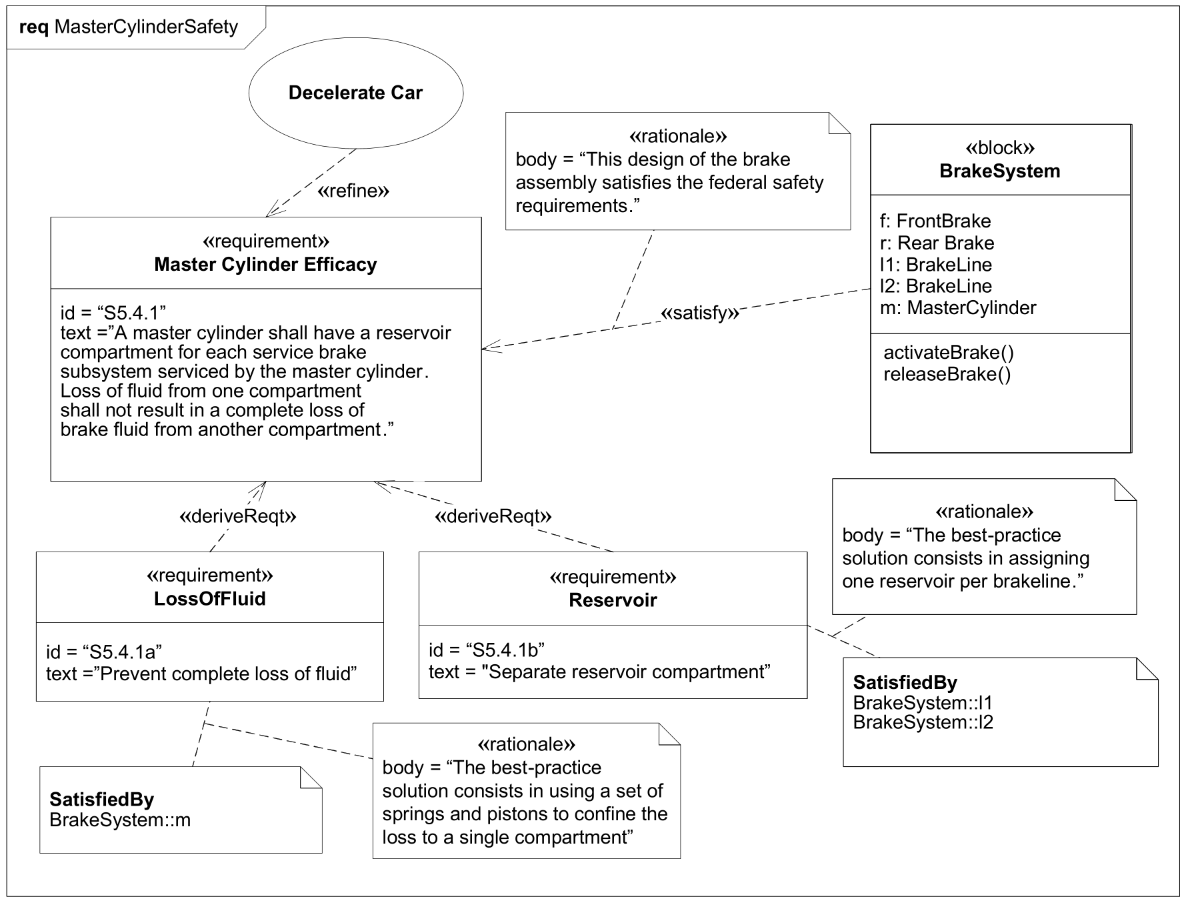 req MasterCylinderSafety
Decelerate Car
«refine»
«rationale»
body = “This design of the brake
assembly satisfies the federal safety
requirements.”
«block»
BrakeSystem
f: FrontBrake
r: Rear Brake
l1: BrakeLine
l2: BrakeLine
m: MasterCylinder
activateBrake()
releaseBrake()
«satisfy»
«requirement»
Master Cylinder Efficacy
id = “S5.4.1”
text =”A master cylinder shall have a reservoir
compartment for each service brake
subsystem serviced by the master cylinder.
Loss of fluid from one compartment
shall not result in a complete loss of
brake fluid from another compartment.”
«deriveReqt»
«deriveReqt»
«requirement»
LossOfFluid
id = “S5.4.1a”
text =”Prevent complete loss of fluid”
«requirement»
Reservoir
id = “S5.4.1b”
text = "Separate reservoir compartment”
«rationale»
body = “The best-practice
solution consists in assigning
one reservoir per brakeline.”
SatisfiedBy
BrakeSystem::l1
BrakeSystem::l2
SatisfiedBy
BrakeSystem::m
«rationale»
body = “The best-practice
solution consists in using a set of
springs and pistons to confine the
loss to a single compartment”